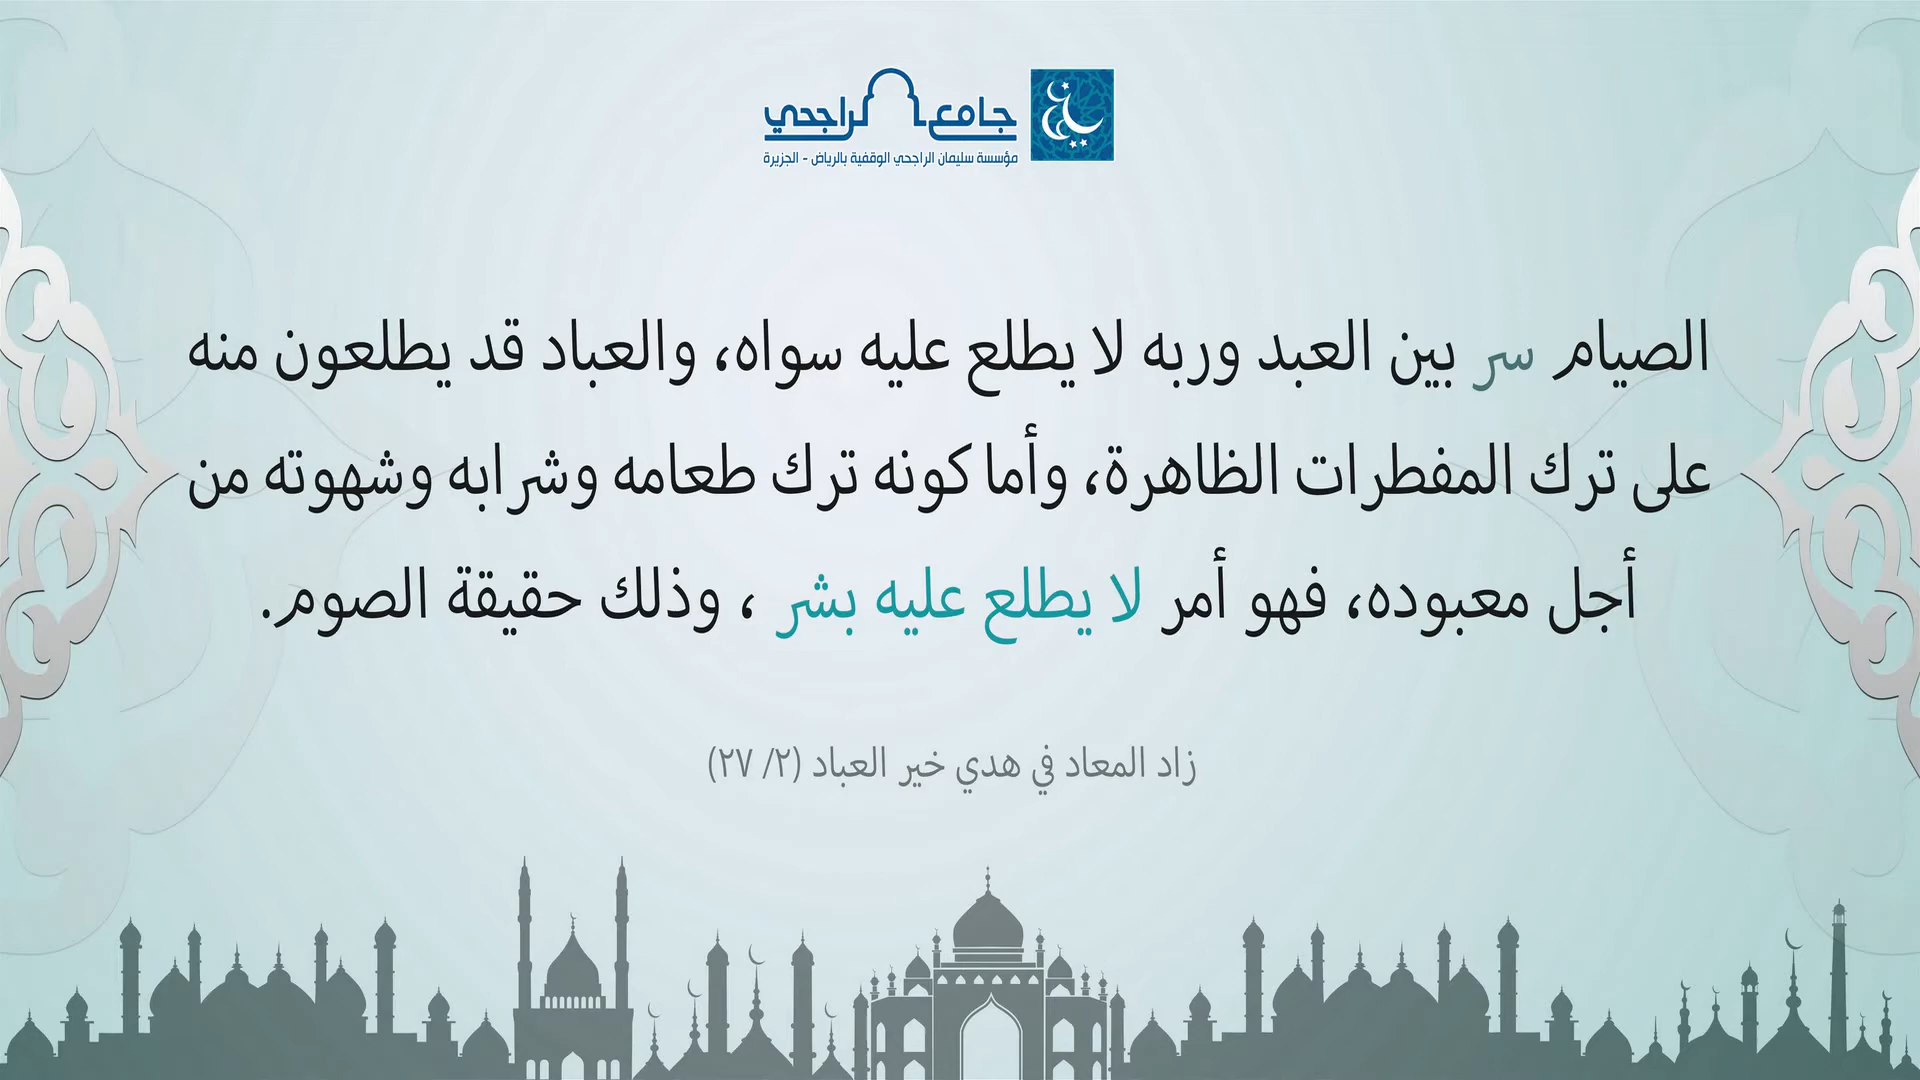 جامع الراجحي
مؤسسة سليمان الراجحي الوقفية بالرياض - الجزيرة
الصيام سر بين العبد وربه لا يطلع عليه سواه، والعباد قد يطلعون منه
على ترك المفطرات الظاهرة، وأما كونه ترك طعامه وشرابه وشهوته من
أجل معبوده، فهو أمر لا يطلع عليه بشر ، وذلك حقيقة الصوم.
زاد المعاد في هدي خير العباد (٢/ ٢٧)